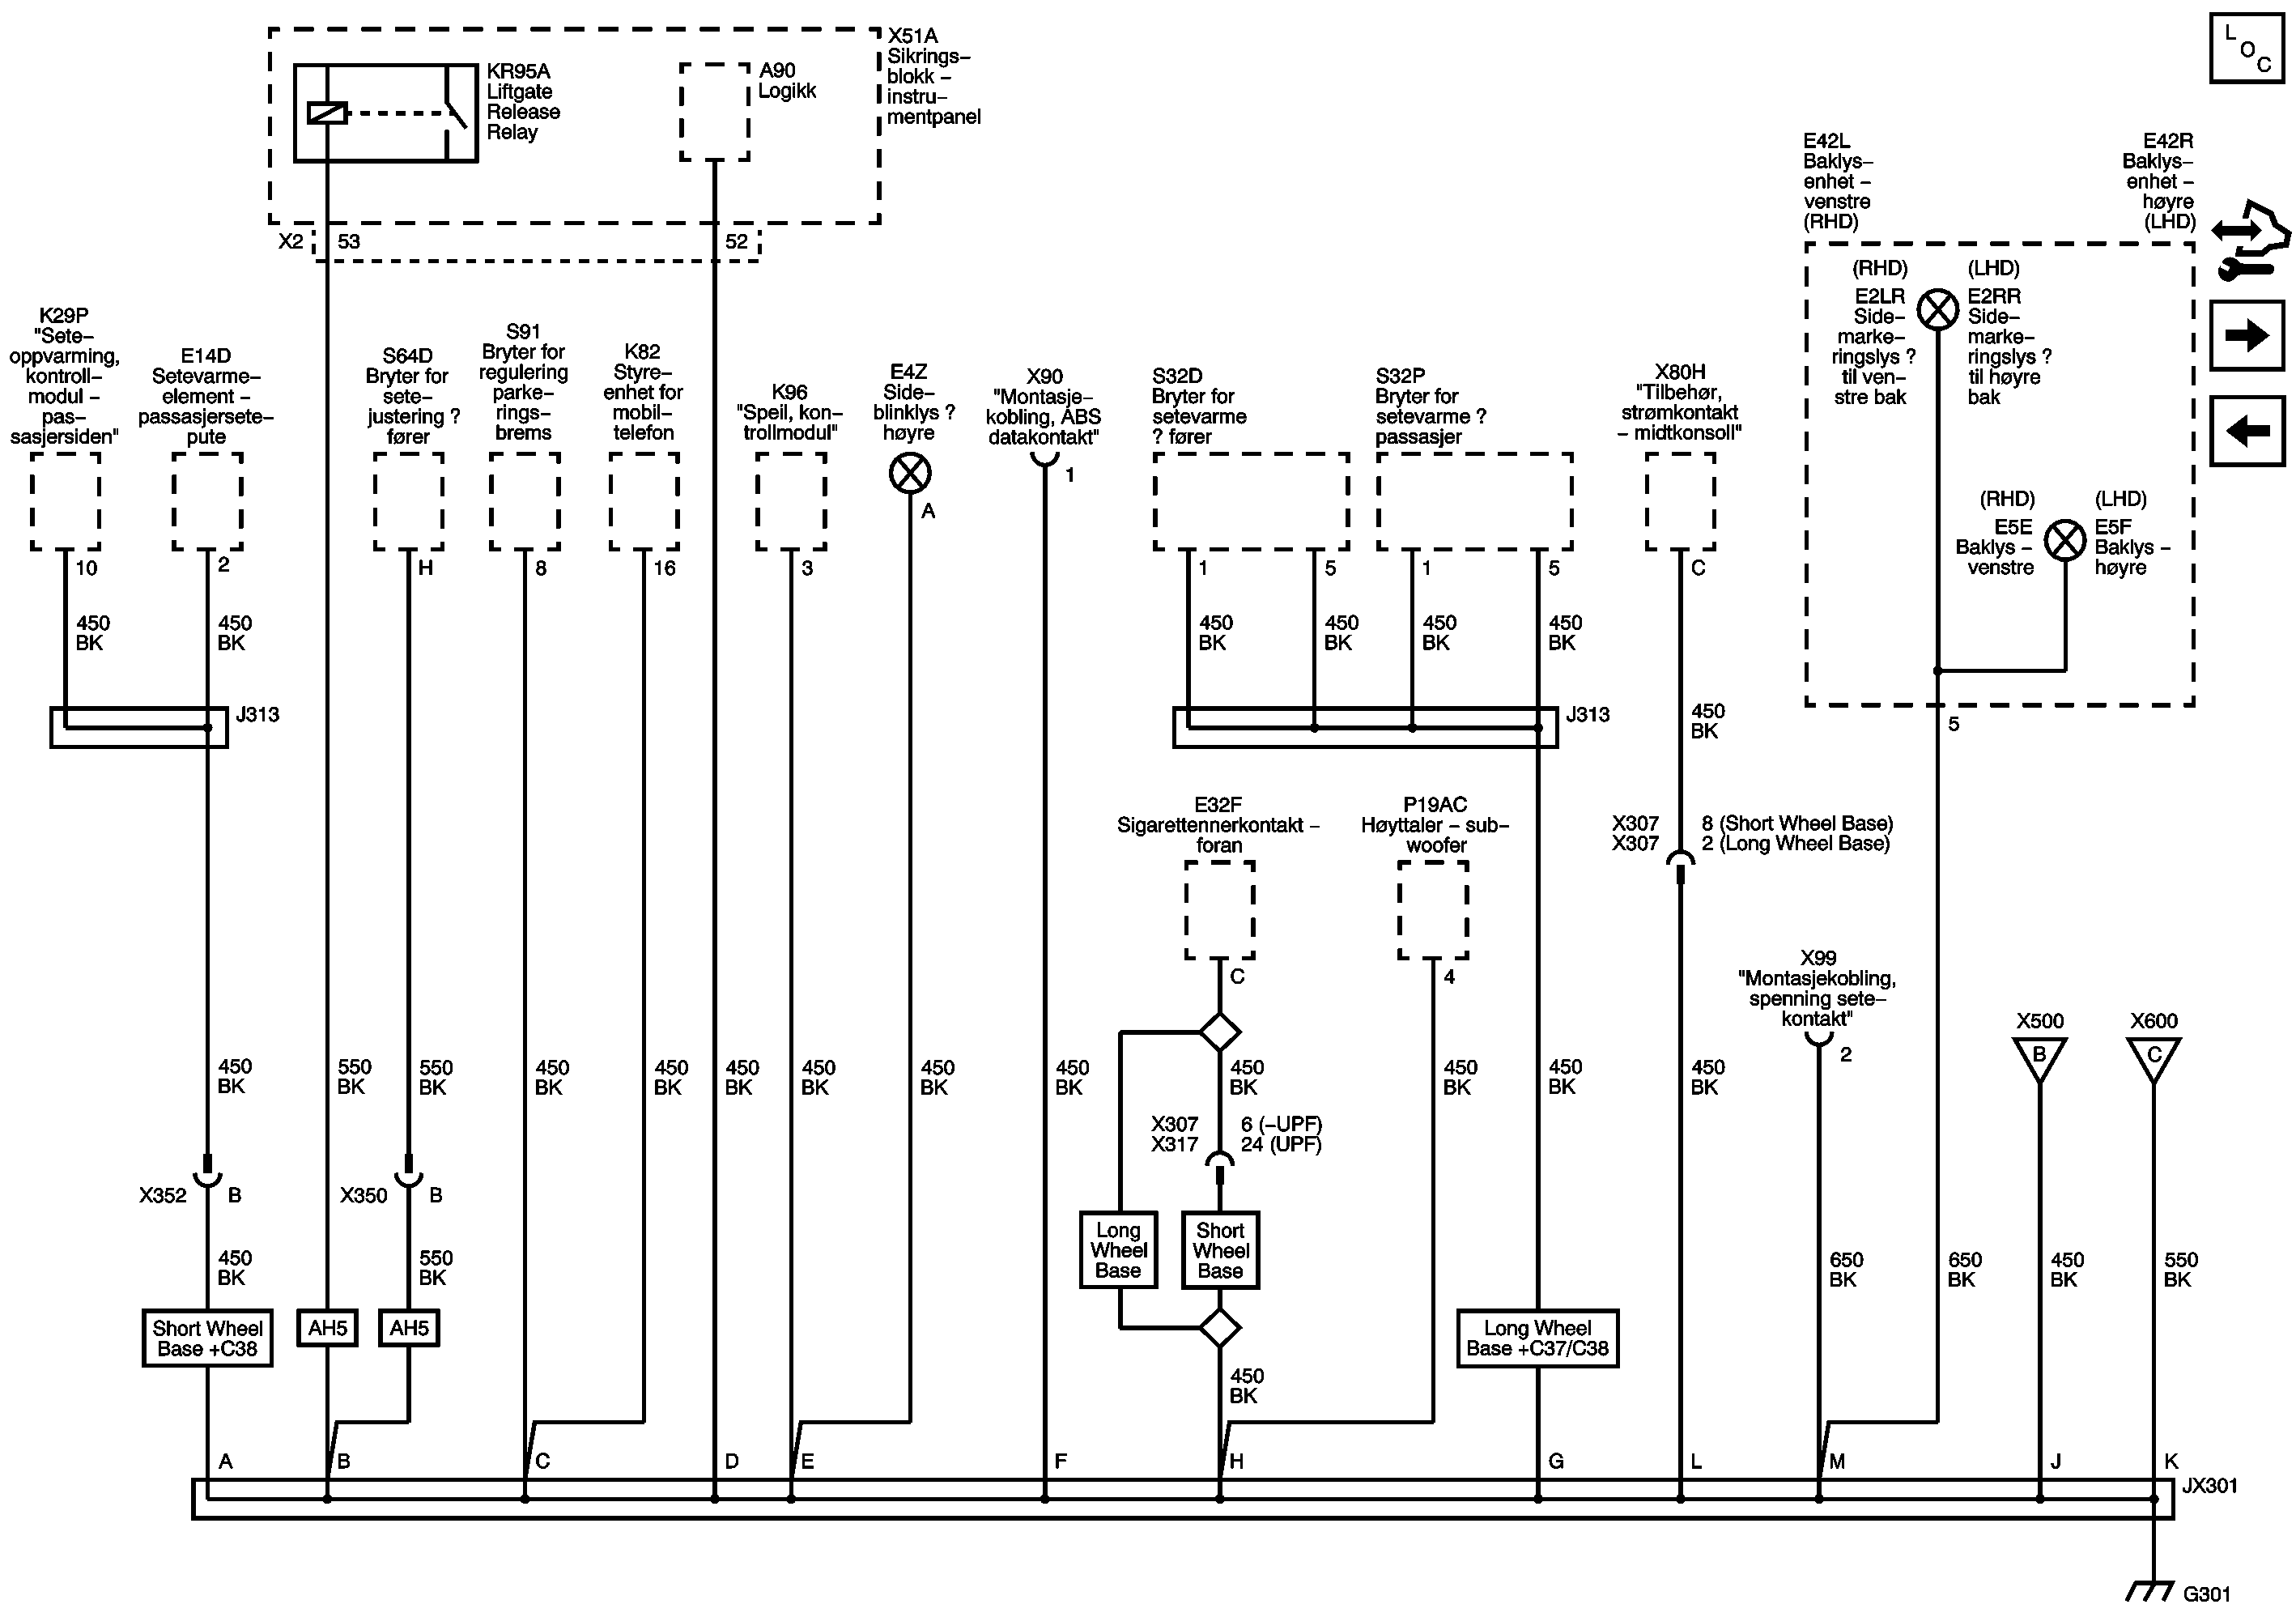 L
O
C
X51A
Sikrings–
blokk –
instru–
mentpanel
KR95A
Liftgate
Release
Relay
A90
Logikk
X2
53
52
E42L
Baklys–
enhet –
venstre
(RHD)
E42R
Baklys–
enhet –
høyre
(LHD)
(RHD)
E2LR
Side–
marke–
ringslys ?
til ven–
stre bak
(LHD)
E2RR
Side–
marke–
ringslys ?
til høyre
bak
(RHD)
E5E
Baklys –
venstre
(LHD)
E5F
Baklys –
høyre
5
K29P
"Sete–
oppvarming,
kontroll–
modul –
pas–
sasjersiden"
E14D
Setevarme–
element –
passasjersete–
pute
S64D
Bryter for
sete–
justering ?
fører
S91
Bryter for
regulering
parke–
rings–
brems
K82
Styre–
enhet for
mobil–
telefon
K96
"Speil, kon–
trollmodul"
E4Z
Side–
blinklys ?
høyre
X90
"Montasje–
kobling, ABS
datakontakt"
S32D
Bryter for
setevarme
? fører
S32P
Bryter for
setevarme ?
passasjer
X80H
"Tilbehør,
strømkontakt
– midtkonsoll"
10
2
H
8
16
3
A
1
1
5
1
5
C
450
BK
450
BK
450
BK
450
BK
450
BK
450
BK
J313
J313
450
BK
E32F
Sigarettennerkontakt –
foran
P19AC
Høyttaler – sub–
woofer
X307
X307
8 (Short Wheel Base)
2 (Long Wheel Base)
C
4
X99
"Montasjekobling,
spenning sete–
kontakt"
2
X500
B
X600
C
450
BK
550
BK
550
BK
450
BK
450
BK
450
BK
450
BK
450
BK
450
BK
450
BK
450
BK
450
BK
450
BK
X307
X317
6 (–UPF)
24 (UPF)
X352
B
X350
B
450
BK
550
BK
Long
Wheel
Base
Short
Wheel
Base
650
BK
650
BK
450
BK
550
BK
Short Wheel
Base +C38
AH5
AH5
Long Wheel
Base +C37/C38
450
BK
A
B
C
D
E
F
H
G
L
M
J
K
JX301
G301